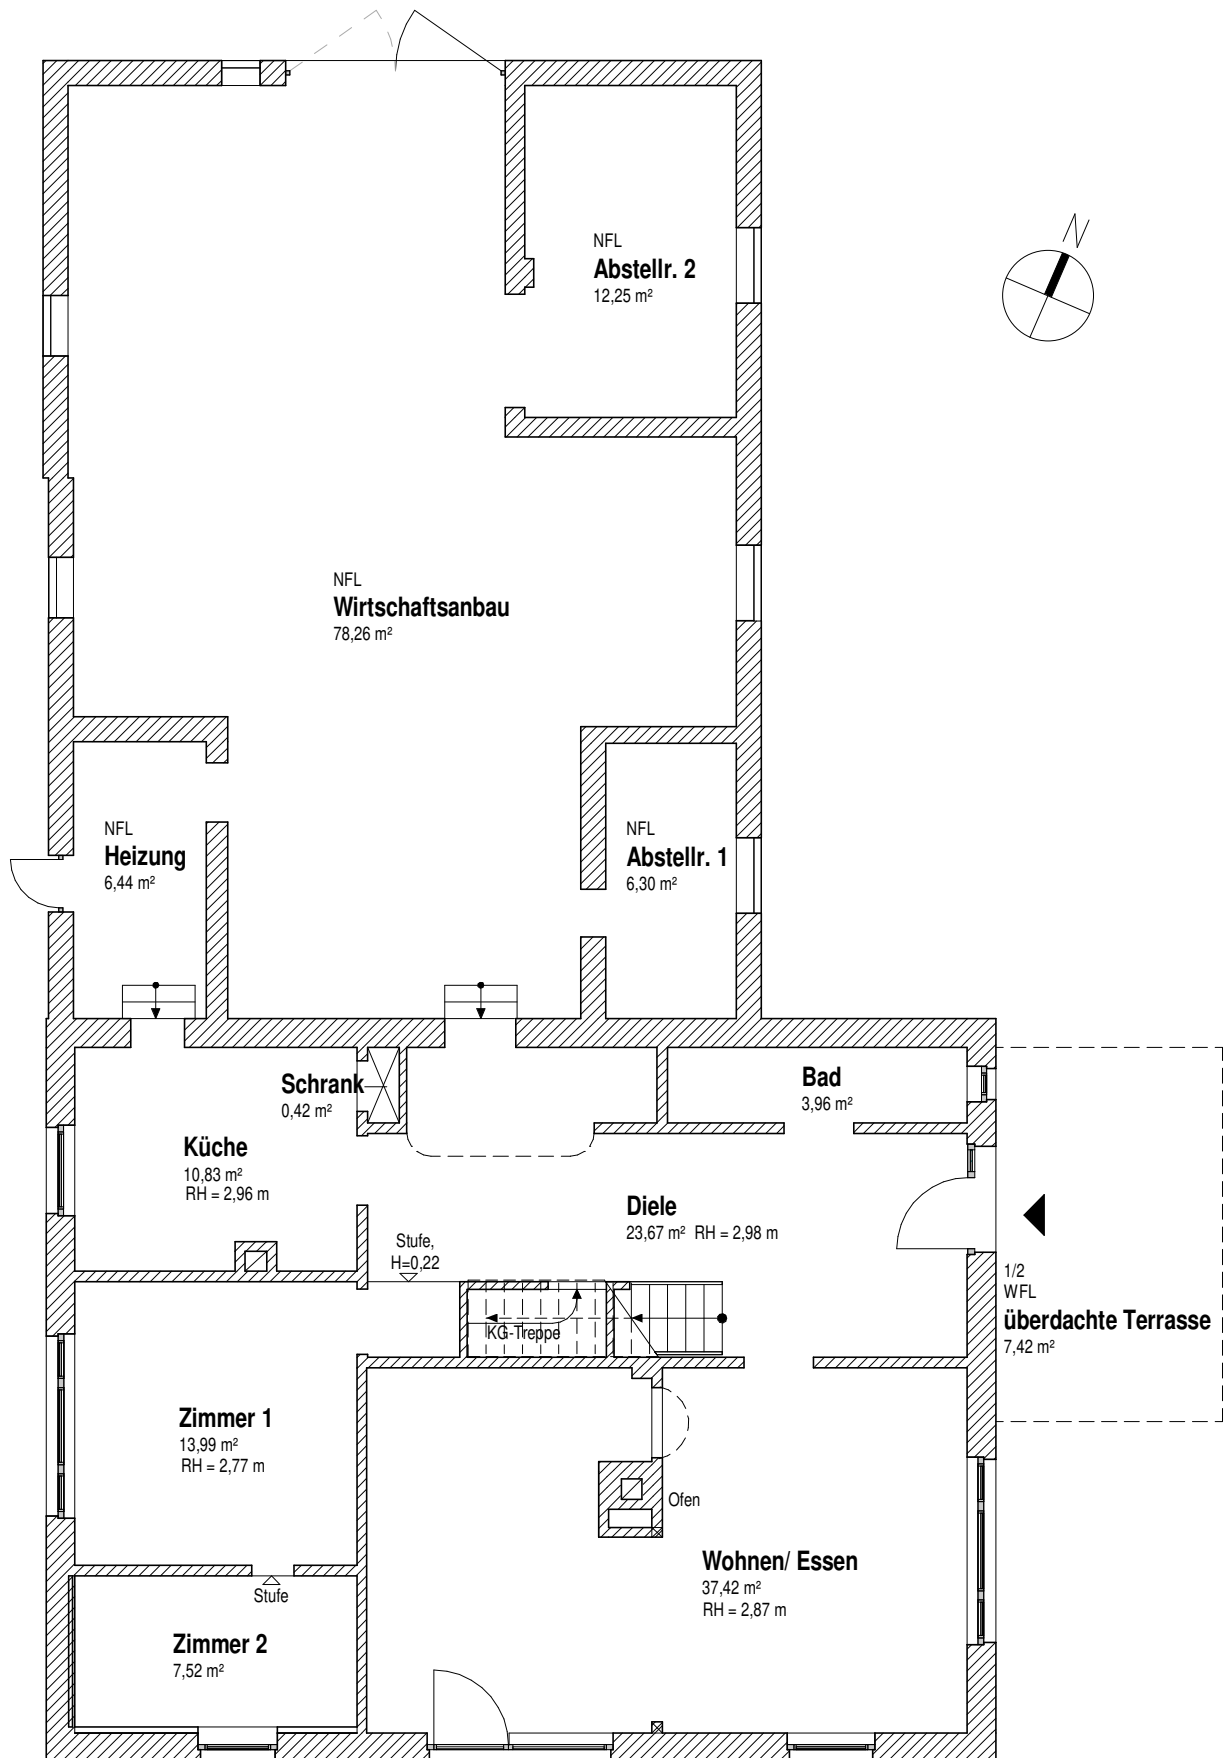 N
NFL
Abstellr. 2
12,25 m²
NFL
Wirtschaftsanbau
78,26 m²
NFL
Heizung
6,44 m²
NFL
Abstellr. 1
6,30 m²
Schrank
0,42 m²
Bad
3,96 m²
Küche
10,83 m²
RH = 2,96 m
Diele
23,67 m² RH = 2,98 m
Stufe,
H=0,22
KG-Treppe
1/2
WFL
überdachte Terrasse
7,42 m²
Zimmer 1
13,99 m²
RH = 2,77 m
Ofen
Wohnen/ Essen
37,42 m²
RH = 2,87 m
Stufe
Zimmer 2
7,52 m²